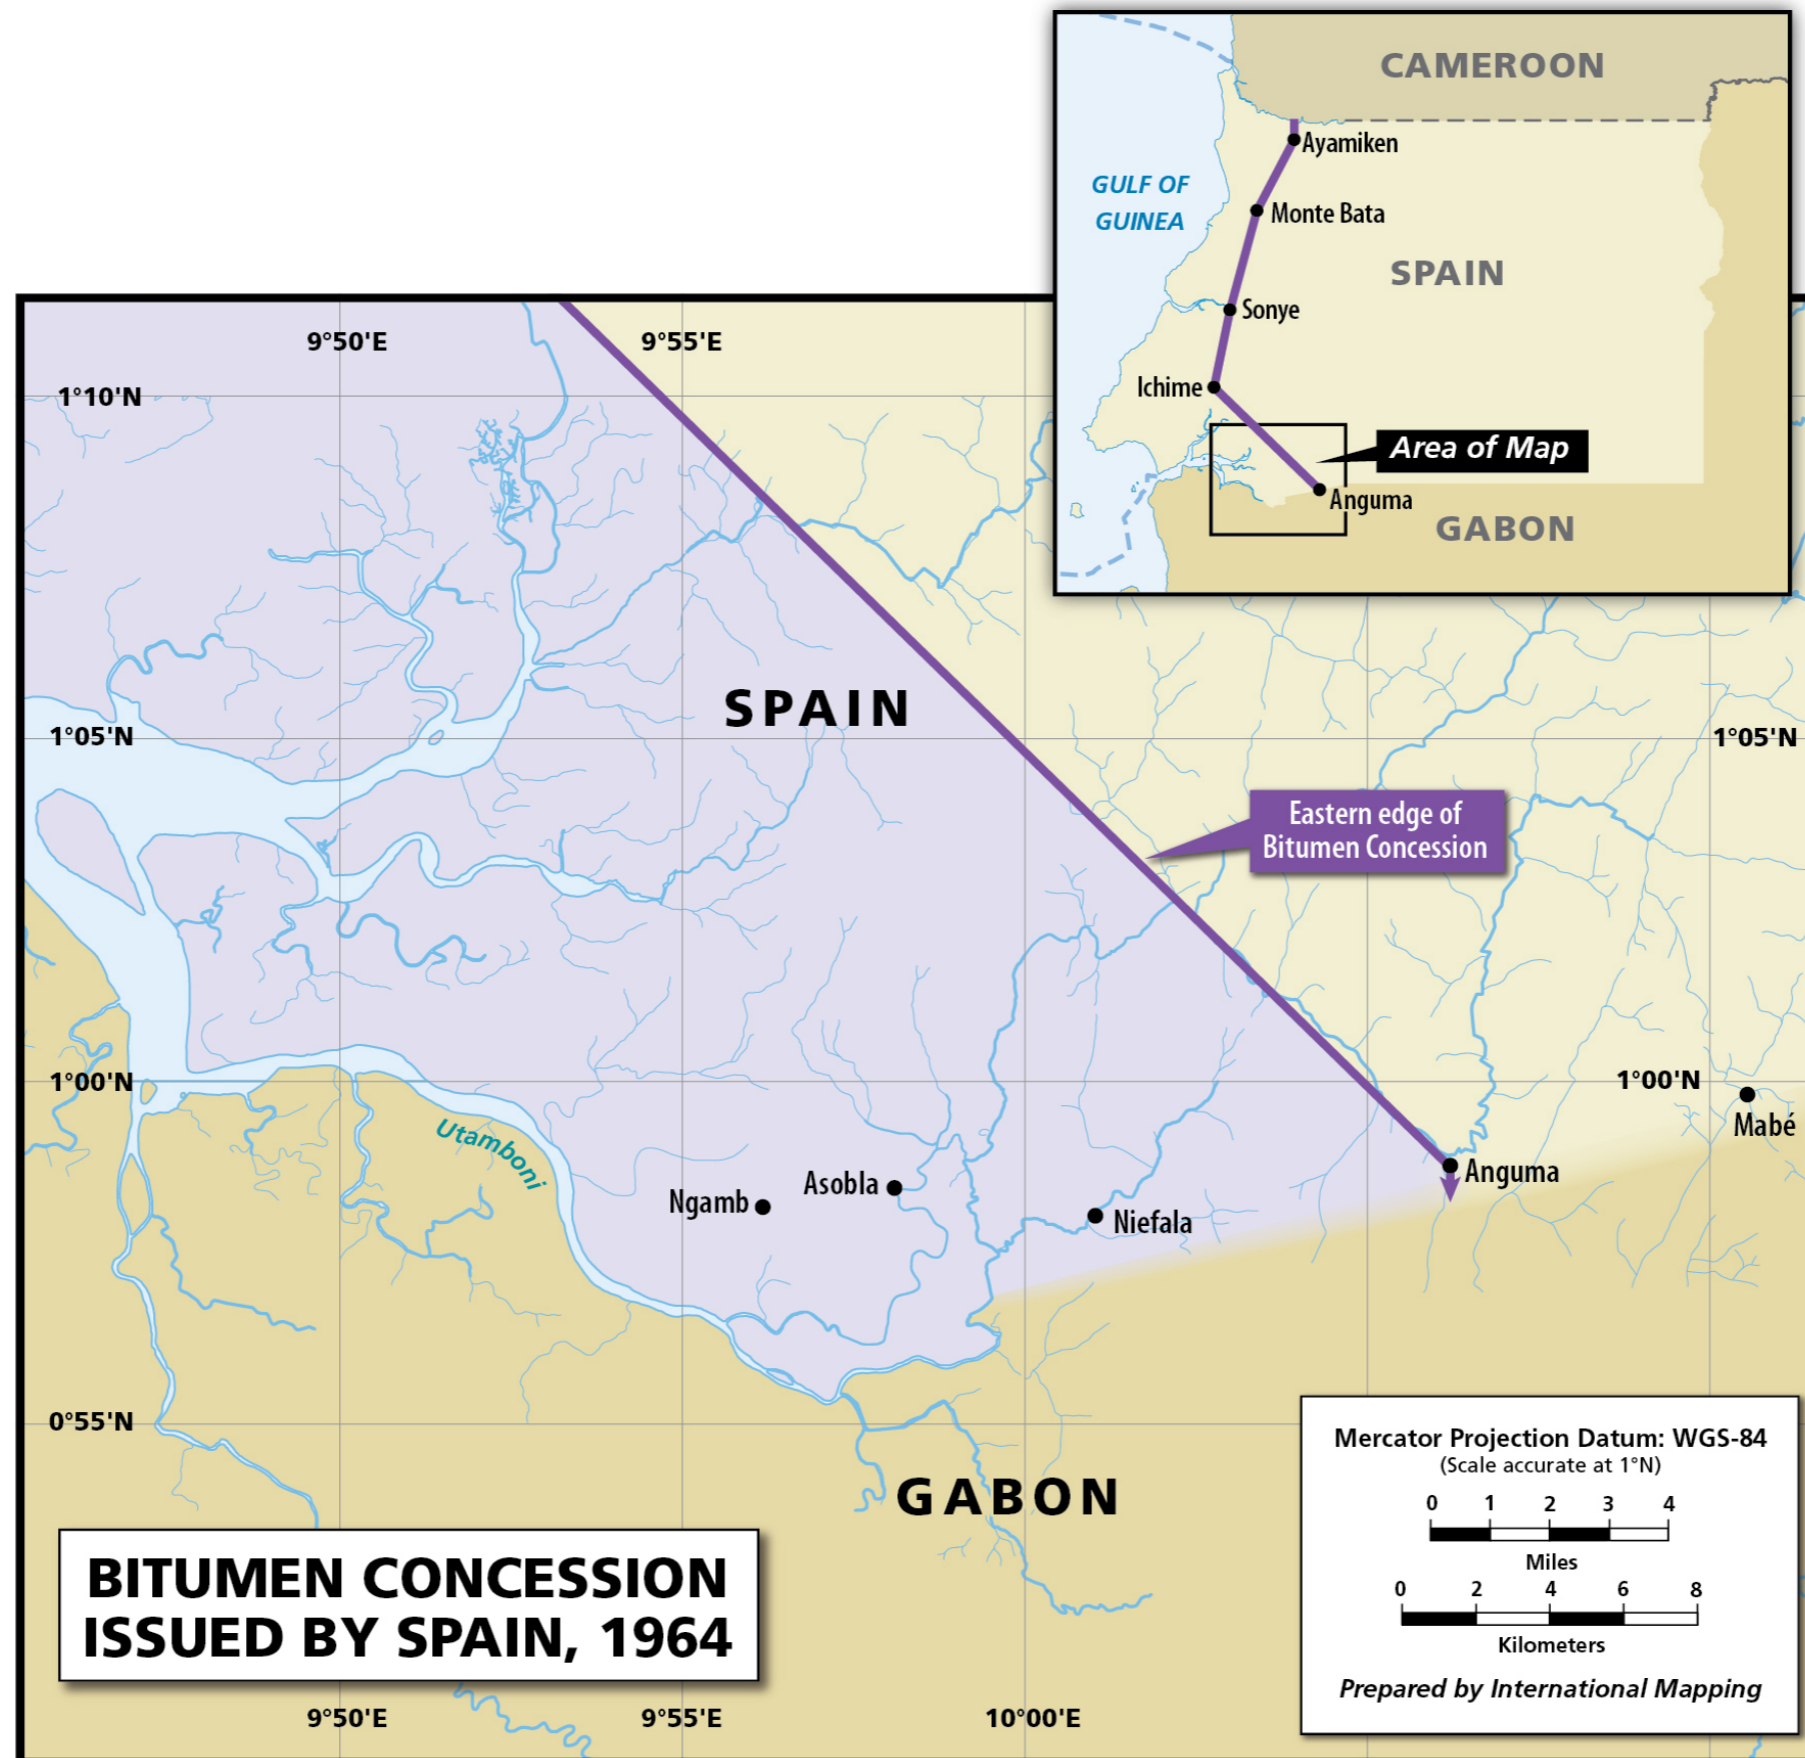 CAMEROON
Ayamiken
GULF OF
GUINEA
Monte Bata
SPAIN
Sonye
Ichime
Area of Map
Anguma
GABON
9°50'E
9°55'E
1°10'N
SPAIN
1°05'N
1°05'N
Eastern edge of
Bitumen Concession
1°00'N
1°00'N
Mabé
Utamboni
Anguma
Asobla
Ngamb
Niefala
0°55'N
GABON
Mercator Projection Datum: WGS-84
(Scale accurate at 1°N)
0 1 2 3 4
Miles
0 2 4 6 8
Kilometers
Prepared by International Mapping
BITUMEN CONCESSION
ISSUED BY SPAIN, 1964
9°50'E
9°55'E
10°00'E